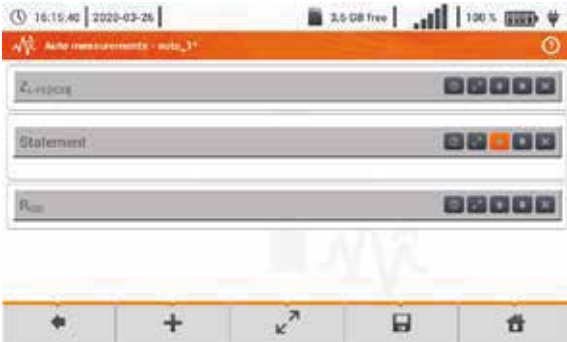 16:15:40 2020-03-26 3,6 GB free 100 %
Auto measurements - auto_1*
Statement